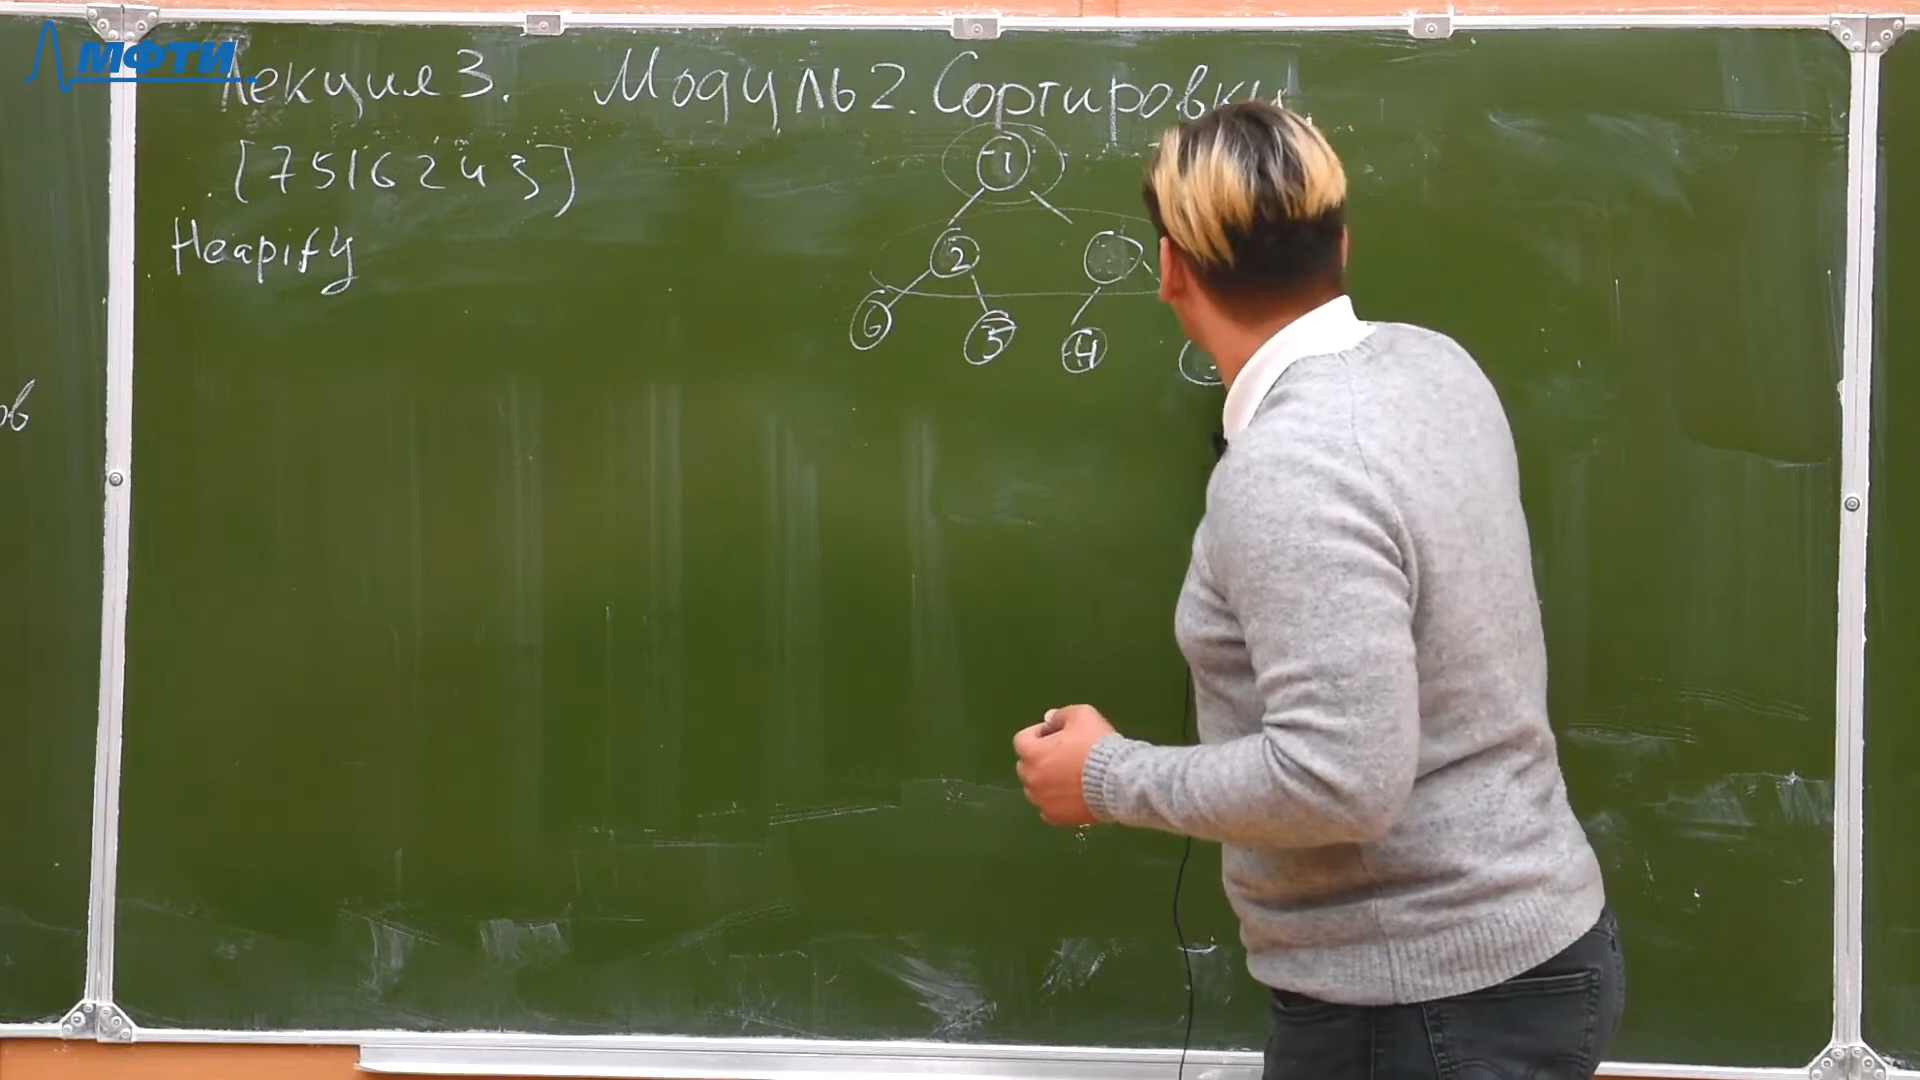 МФТИ
Лекция 3. Модуль 2. Сортировки
[7 5 1 6 2 4 3]
Heapify
1
2
6 5 4
ов